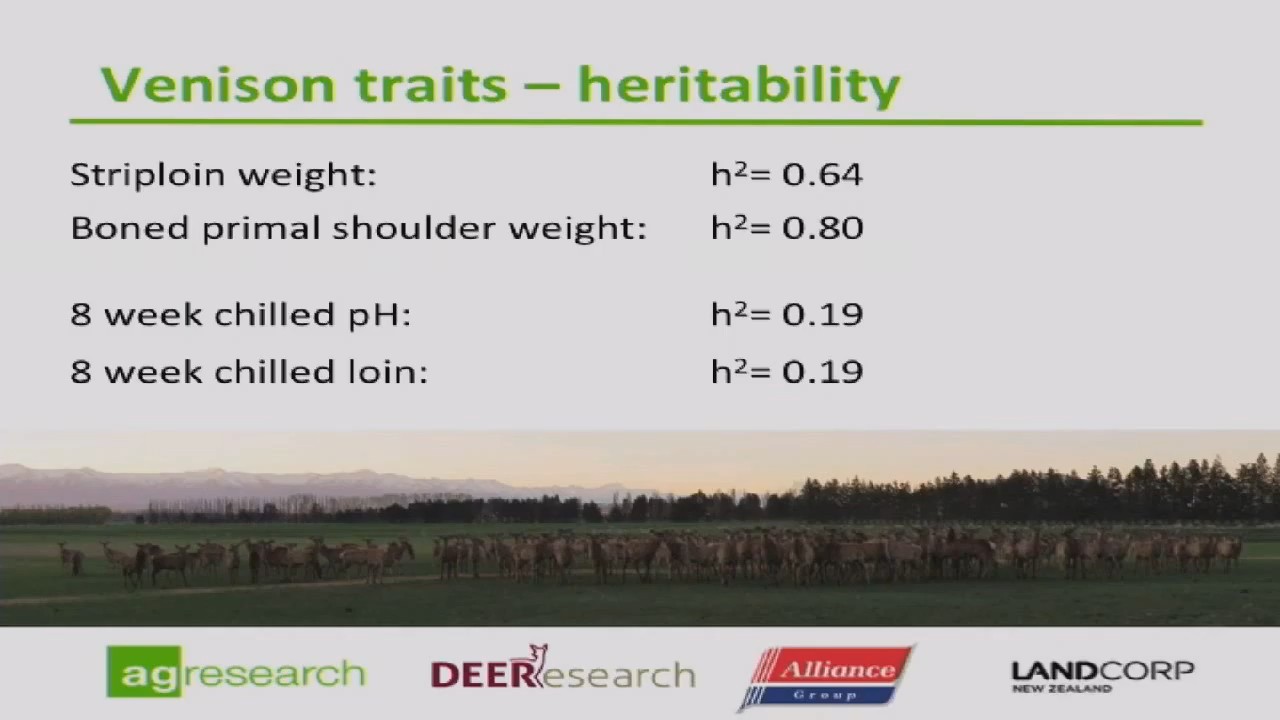 Venison traits – heritability
Striploin weight: h²= 0.64
Boned primal shoulder weight: h²= 0.80
8 week chilled pH: h²= 0.19
8 week chilled loin: h²= 0.19
agresearch
DEEResearch
Alliance
Group
LANDCORP
NEW ZEALAND